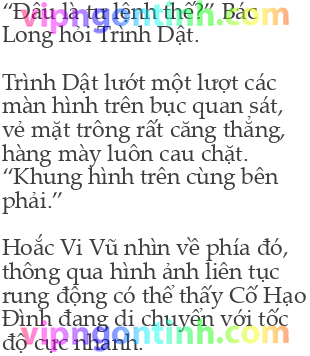 “Đâu là tư lệnh thế?” Bác
Long hỏi Trình Dật.
Trình Dật lướt một lượt các
màn hình trên bục quan sát,
vẻ mặt trông rất căng thẳng,
hàng mày luôn cau chặt.
“Khung hình trên cùng bên
phải.”
Hoắc Vi Vũ nhìn về phía đó,
thông qua hình ảnh liên tục
rung động có thể thấy Cố Hạo
Đình đang di chuyển với tốc
độ cực nhanh.
vipngontinh.com
vipngontinh.com